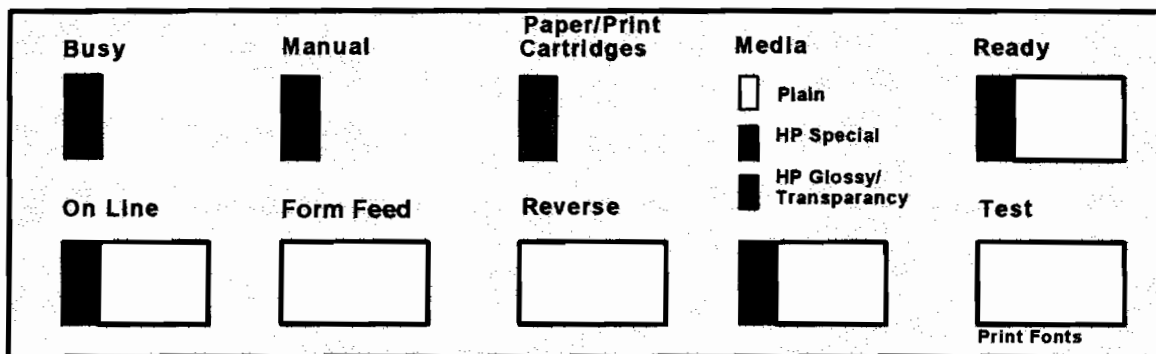 Busy
Manual
Paper/Print
Cartridges
Media
Ready
Plain
HP Special
HP Glossy/
Transparancy
On Line
Form Feed
Reverse
Test
Print Fonts